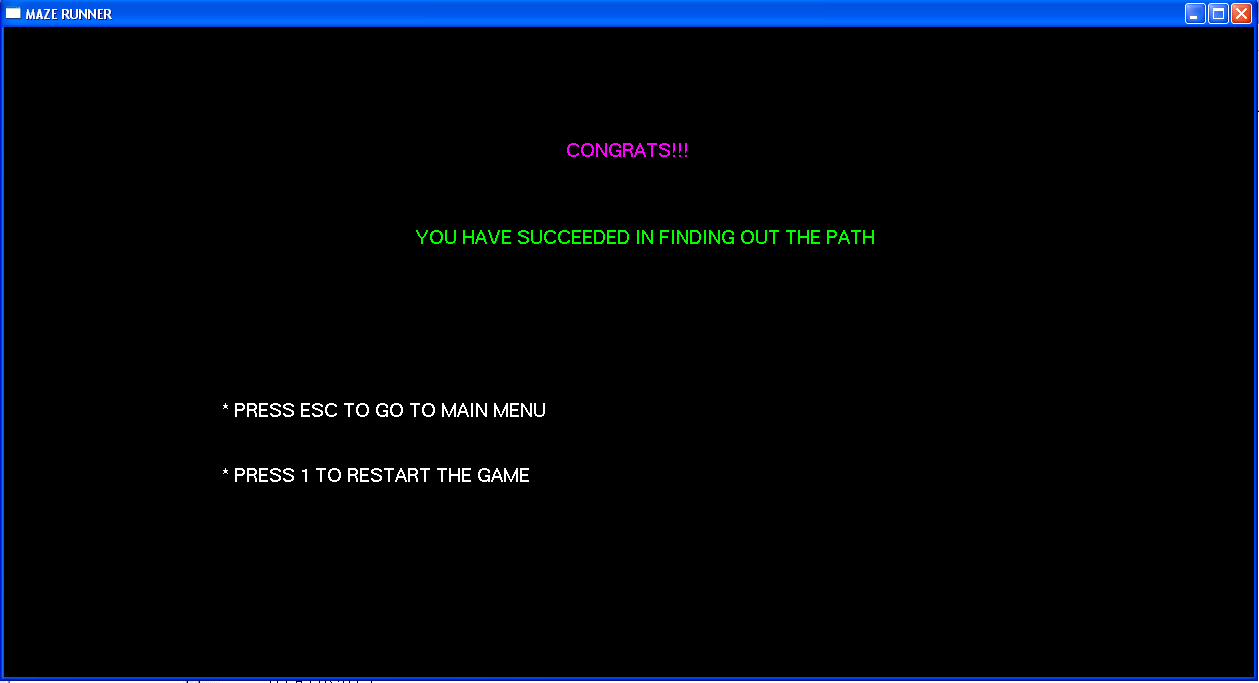 MAZE RUNNER
CONGRATS!!!
YOU HAVE SUCCEEDED IN FINDING OUT THE PATH
* PRESS ESC TO GO TO MAIN MENU
* PRESS 1 TO RESTART THE GAME